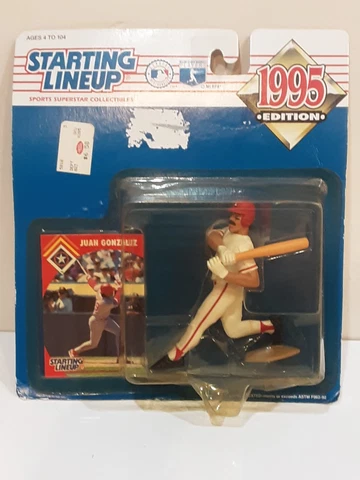 AGES 4 TO 104
STARTING
LINEUP
SPORTS SUPERSTAR COLLECTIBLES
1995
EDITION
JUAN GONZALEZ
STARTING
LINEUP